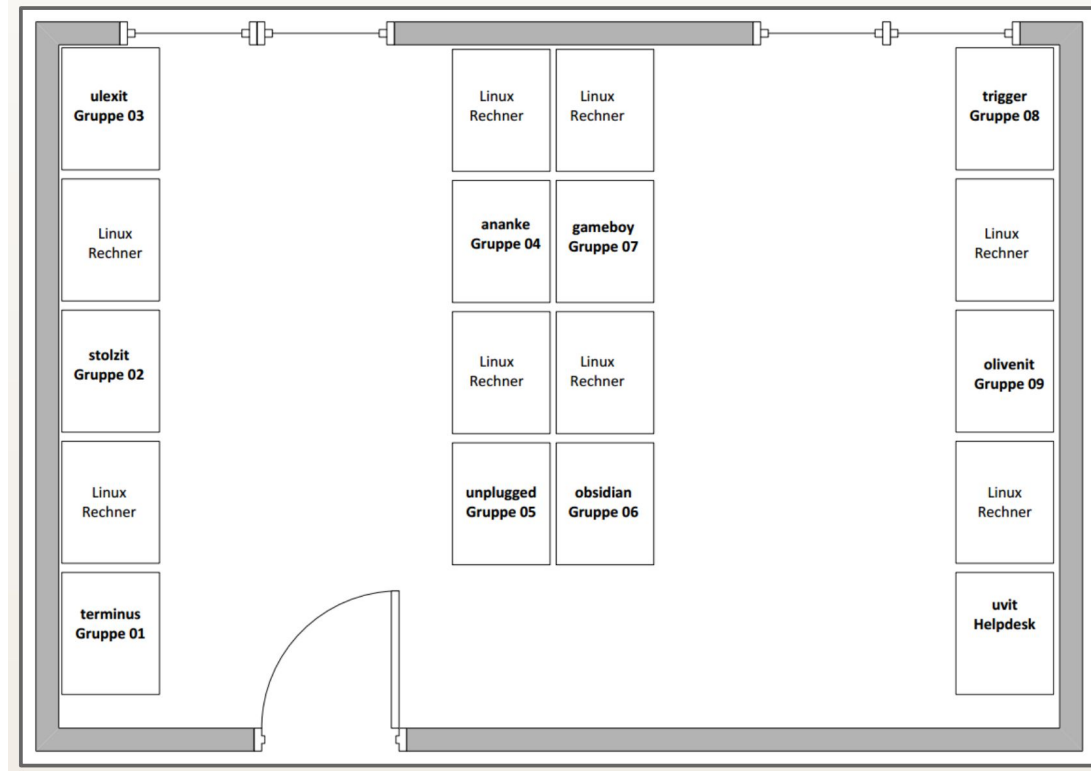 ulexit
Gruppe 03
Linux
Rechner
Linux
Rechner
trigger
Gruppe 08
Linux
Rechner
ananke
Gruppe 04
gameboy
Gruppe 07
Linux
Rechner
stolzit
Gruppe 02
Linux
Rechner
Linux
Rechner
olivenit
Gruppe 09
Linux
Rechner
unplugged
Gruppe 05
obsidian
Gruppe 06
Linux
Rechner
terminus
Gruppe 01
uvit
Helpdesk